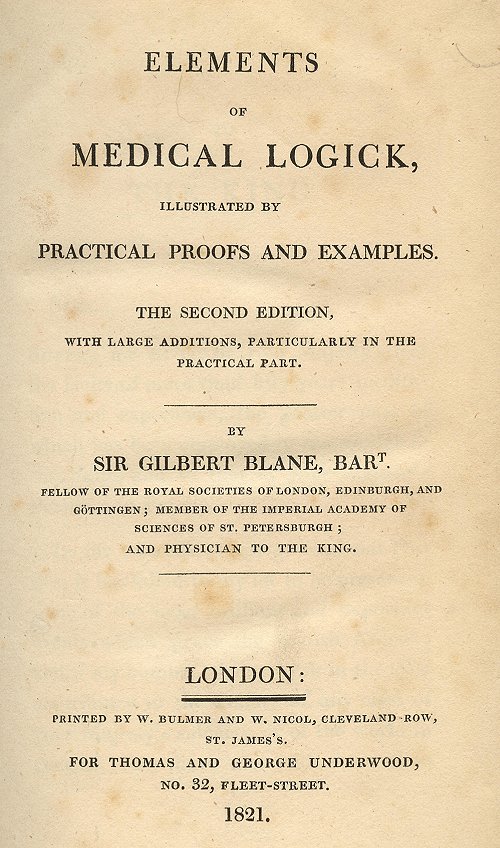 ELEMENTS
OF
MEDICAL LOGICK,
ILLUSTRATED BY
PRACTICAL PROOFS AND EXAMPLES.
THE SECOND EDITION,
WITH LARGE ADDITIONS, PARTICULARLY IN THE
PRACTICAL PART.
BY
SIR GILBERT BLANE, BARᵀ.
FELLOW OF THE ROYAL SOCIETIES OF LONDON, EDINBURGH, AND
GÖTTINGEN; MEMBER OF THE IMPERIAL ACADEMY OF
SCIENCES OF ST. PETERSBURGH;
AND PHYSICIAN TO THE KING.
LONDON:
PRINTED BY W. BULMER AND W. NICOL, CLEVELAND-ROW,
ST. JAMES'S.
FOR THOMAS AND GEORGE UNDERWOOD,
NO. 32, FLEET-STREET.
1821.